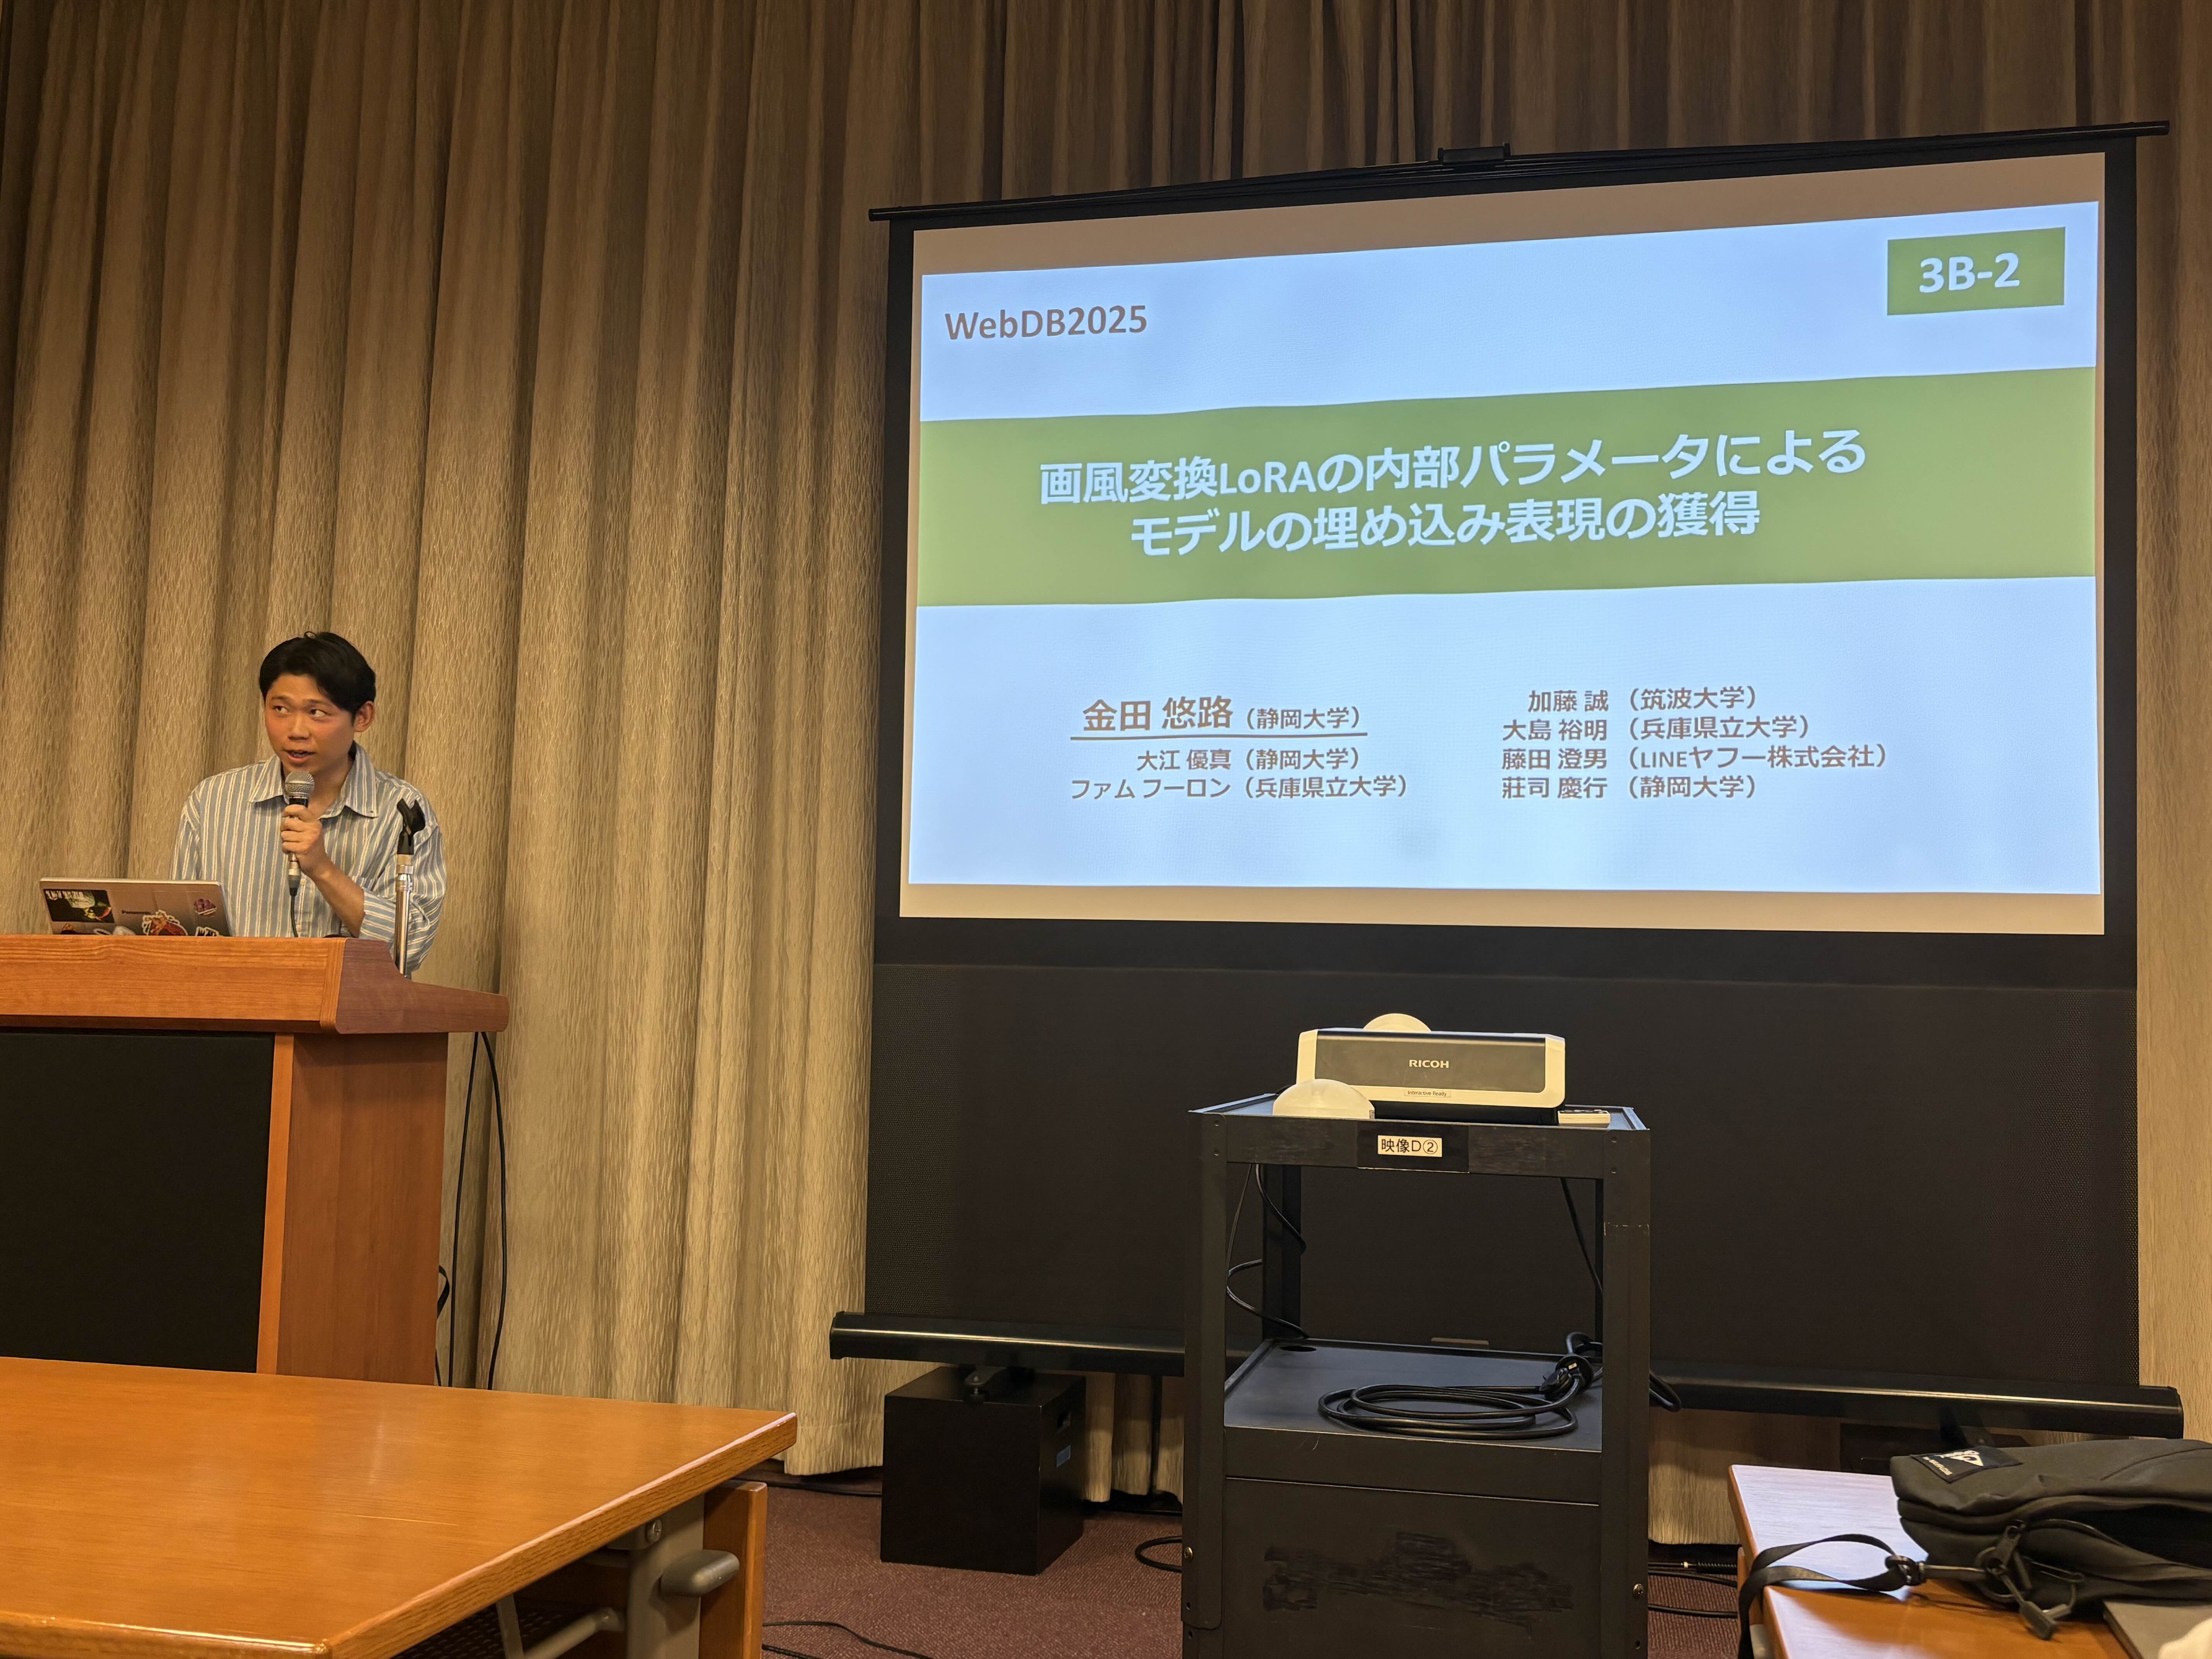 WebDB2025
3B-2
画風変換LoRAの内部パラメータによる
モデルの埋め込み表現の獲得
金田 悠路（静岡大学）
大江 優真（静岡大学）
ファム フーロン（兵庫県立大学）
加藤 誠（筑波大学）
大島 裕明（兵庫県立大学）
藤田 澄男（LINEヤフー株式会社）
莊司 慶行（静岡大学）
RICOH
Interactive Ready
映像D②